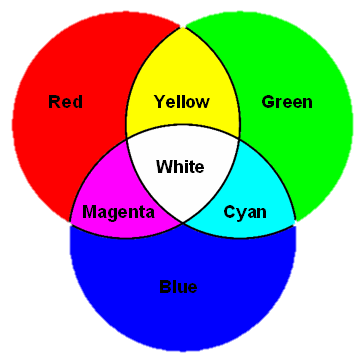 Red
Yellow
Green
White
Magenta
Cyan
Blue